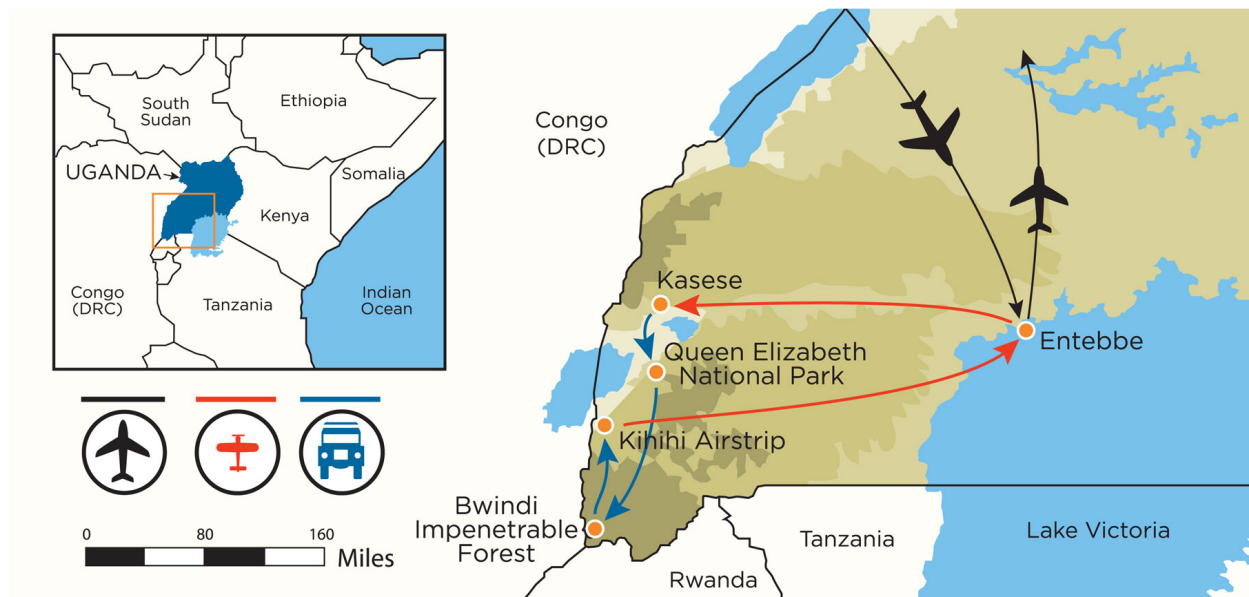 South
Sudan
Ethiopia
UGANDA
Somalia
Kenya
Congo
(DRC)
Tanzania
Indian
Ocean
0
80
160
Miles
Congo
(DRC)
Kasese
Entebbe
Queen Elizabeth
National Park
Kihihi Airstrip
Bwindi
Impenetrable
Forest
Rwanda
Tanzania
Lake Victoria